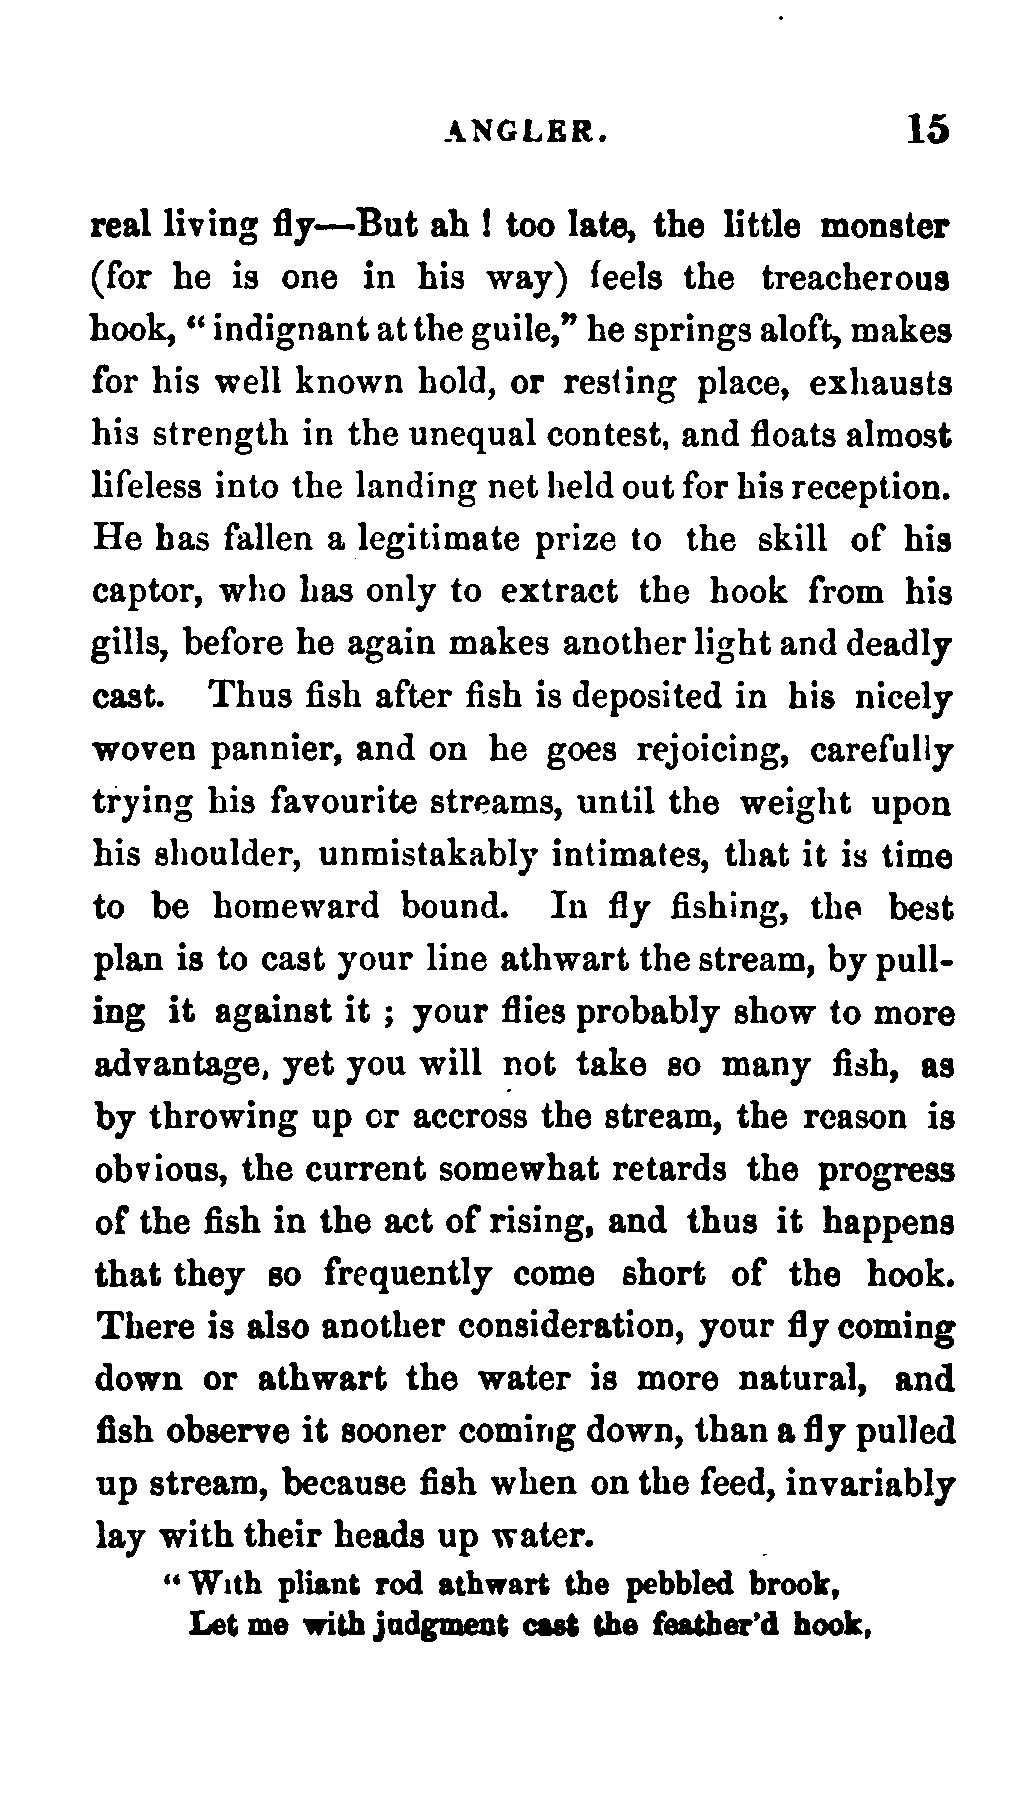 ANGLER. 15
real living fly—But ah ! too late, the little monster
(for he is one in his way) feels the treacherous
hook, “ indignant at the guile,” he springs aloft, makes
for his well known hold, or resting place, exhausts
his strength in the unequal contest, and floats almost
lifeless into the landing net held out for his reception.
He has fallen a legitimate prize to the skill of his
captor, who has only to extract the hook from his
gills, before he again makes another light and deadly
cast. Thus fish after fish is deposited in his nicely
woven pannier, and on he goes rejoicing, carefully
trying his favourite streams, until the weight upon
his shoulder, unmistakably intimates, that it is time
to be homeward bound. In fly fishing, the best
plan is to cast your line athwart the stream, by pull-
ing it against it ; your flies probably show to more
advantage, yet you will not take so many fish, as
by throwing up or accross the stream, the reason is
obvious, the current somewhat retards the progress
of the fish in the act of rising, and thus it happens
that they so frequently come short of the hook.
There is also another consideration, your fly coming
down or athwart the water is more natural, and
fish observe it sooner coming down, than a fly pulled
up stream, because fish when on the feed, invariably
lay with their heads up water.
“ With pliant rod athwart the pebbled brook,
Let me with judgment cast the feather’d hook,